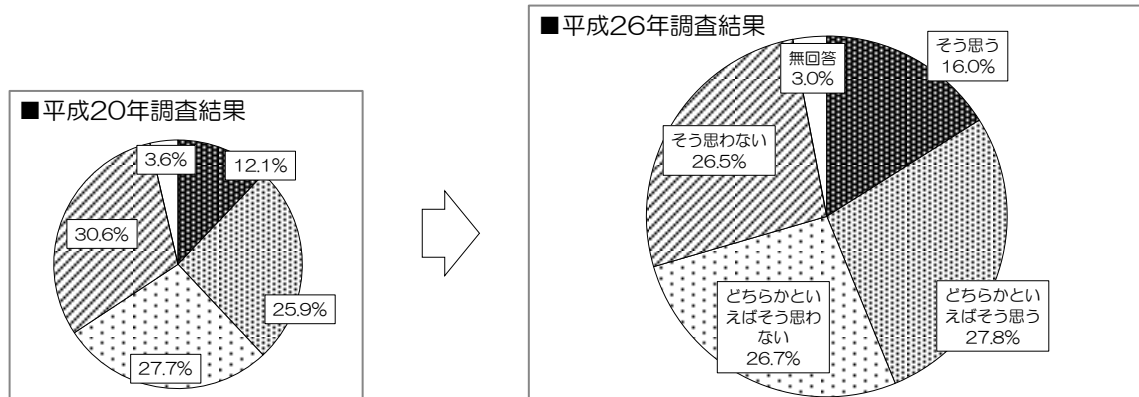 ■平成20年調査結果
3.6%
12.1%
30.6%
25.9%
27.7%
■平成26年調査結果
無回答
3.0%
そう思う
16.0%
そう思わない
26.5%
どちらかとい
えばそう思わ
ない
26.7%
どちらかとい
えばそう思う
27.8%